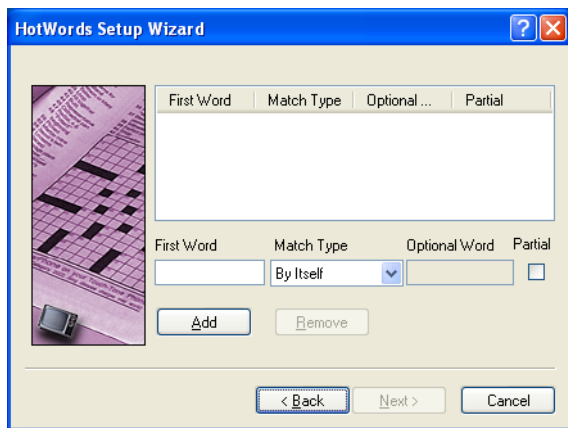 HotWords Setup Wizard
First Word Match Type Optional ... Partial
First Word Match Type Optional Word Partial
By Itself
Add Remove
< Back Next > Cancel